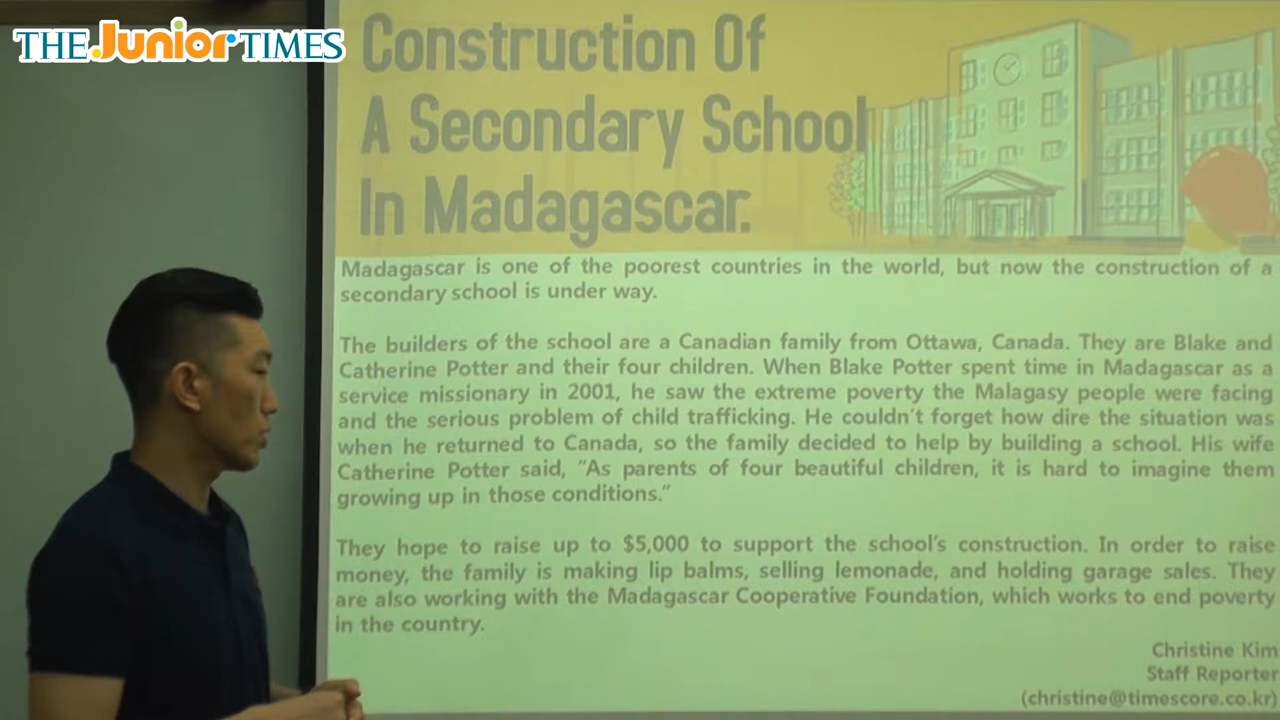 THE Junior TIMES
Construction Of
A Secondary School
In Madagascar.
Madagascar is one of the poorest countries in the world, but now the construction of a
secondary school is under way.
The builders of the school are a Canadian family from Ottawa, Canada. They are Blake and
Catherine Potter and their four children. When Blake Potter spent time in Madagascar as a
service missionary in 2001, he saw the extreme poverty the Malagasy people were facing
and the serious problem of child trafficking. He couldn't forget how dire the situation was
when he returned to Canada, so the family decided to help by building a school. His wife
Catherine Potter said, “As parents of four beautiful children, it is hard to imagine them
growing up in those conditions.”
They hope to raise up to $5,000 to support the school's construction. In order to raise
money, the family is making lip balms, selling lemonade, and holding garage sales. They
are also working with the Madagascar Cooperative Foundation, which works to end poverty
in the country.
Christine Kim
Staff Reporter
(christine@timescore.co.kr)